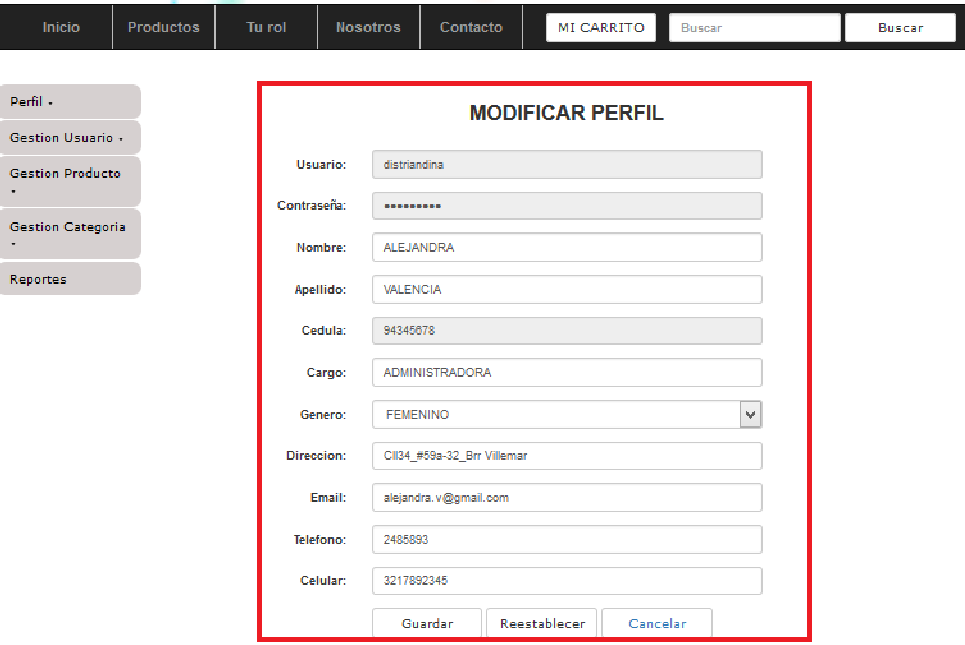 Inicio Productos Tu rol Nosotros Contacto MI CARRITO Buscar Buscar
Perfil
Gestion Usuario
Gestion Producto
Gestion Categoria
Reportes
MODIFICAR PERFIL
Usuario: distriandina
Contraseña: •••••••••
Nombre: ALEJANDRA
Apellido: VALENCIA
Cedula: 94345678
Cargo: ADMINISTRADORA
Genero: FEMENINO
Direccion: Cll34_#59a-32_Brr Villemar
Email: alejandra.v@gmail.com
Telefono: 2485893
Celular: 3217892345
Guardar Reestablecer Cancelar